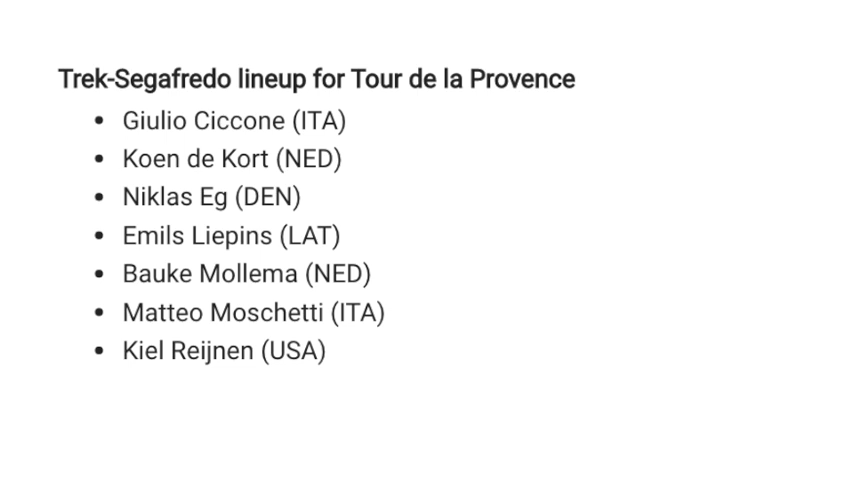 Trek-Segafredo lineup for Tour de la Provence
• Giulio Ciccone (ITA)
• Koen de Kort (NED)
• Niklas Eg (DEN)
• Emils Liepins (LAT)
• Bauke Mollema (NED)
• Matteo Moschetti (ITA)
• Kiel Reijnen (USA)